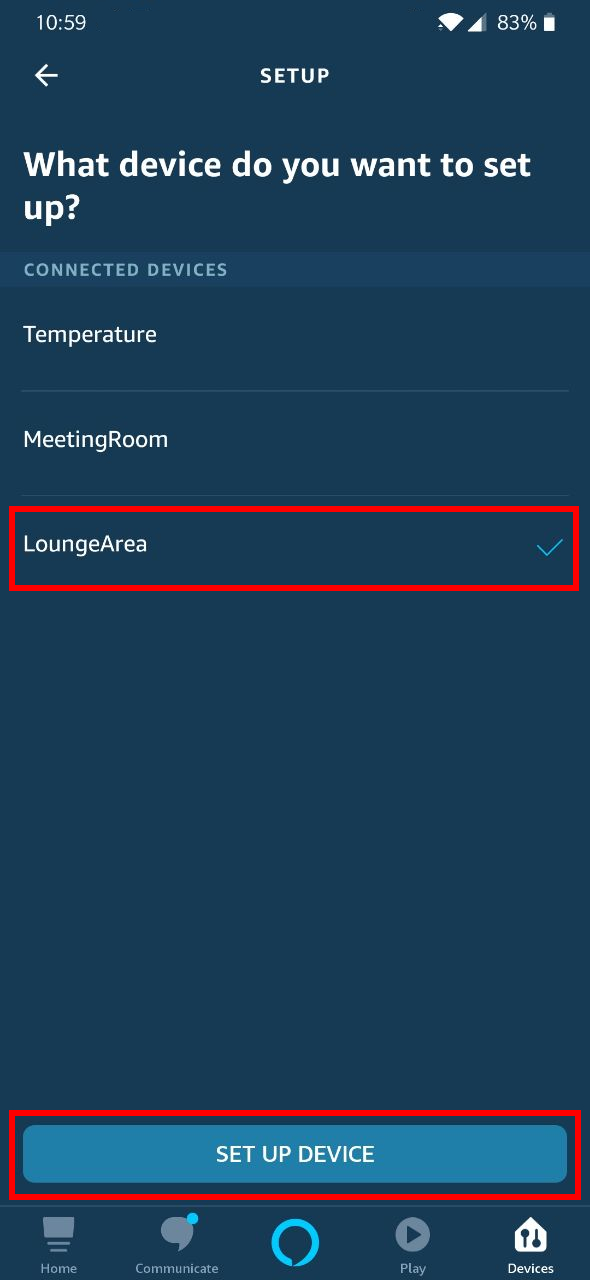 10:59
83%
SETUP
What device do you want to set
up?
CONNECTED DEVICES
Temperature
MeetingRoom
LoungeArea
SET UP DEVICE
Home
Communicate
Play
Devices